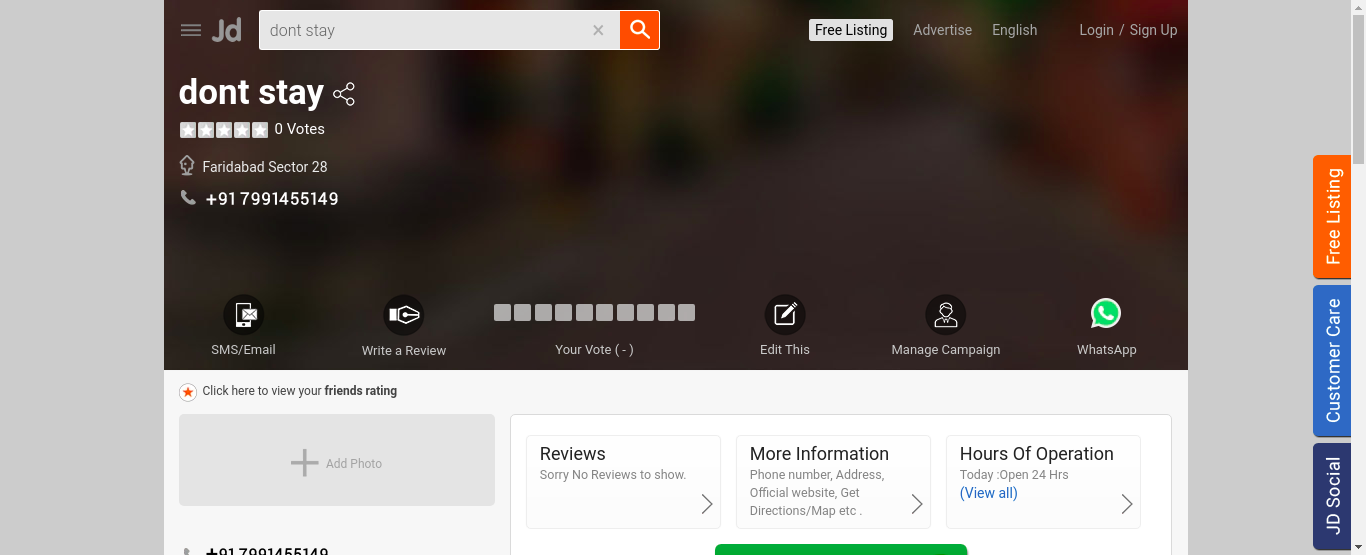 Jd
dont stay
Free Listing
Advertise
English
Login / Sign Up
dont stay
0 Votes
Faridabad Sector 28
+91 7991455149
SMS/Email
Write a Review
Your Vote ( - )
Edit This
Manage Campaign
WhatsApp
Click here to view your friends rating
Add Photo
Reviews
Sorry No Reviews to show.
More Information
Phone number, Address,
Official website, Get
Directions/Map etc .
Hours Of Operation
Today :Open 24 Hrs
(View all)
+91 7991455149
Free Listing
Customer Care
JD Social